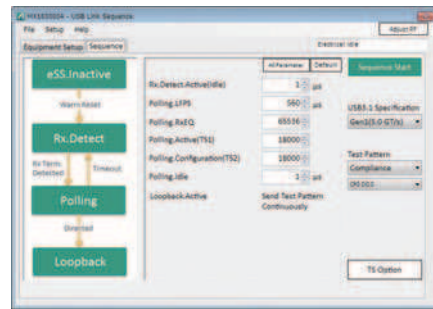 MX183000A - USB Link Sequence
File Setup Help
Adjust RT
Equipment Setup Sequence
Electrical Idle
eSS.Inactive
Warm Reset
Rx.Detect
Rx Term. Detected
Timeout
Polling
Directed
Loopback
All Parameter Default
Rx.Detect.Active(Idle) 1 µs
Polling.LFPS 560 µs
Polling.RxEQ 65536
Polling.Active(TS1) 18000
Polling.Configuration(TS2) 18000
Polling.Idle 1 µs
Loopback.Active Send Test Pattern
Continuously
Sequence Start
USB3.1 Specification
Gen1(5.0 GT/s)
Test Pattern
Compliance
TS Option